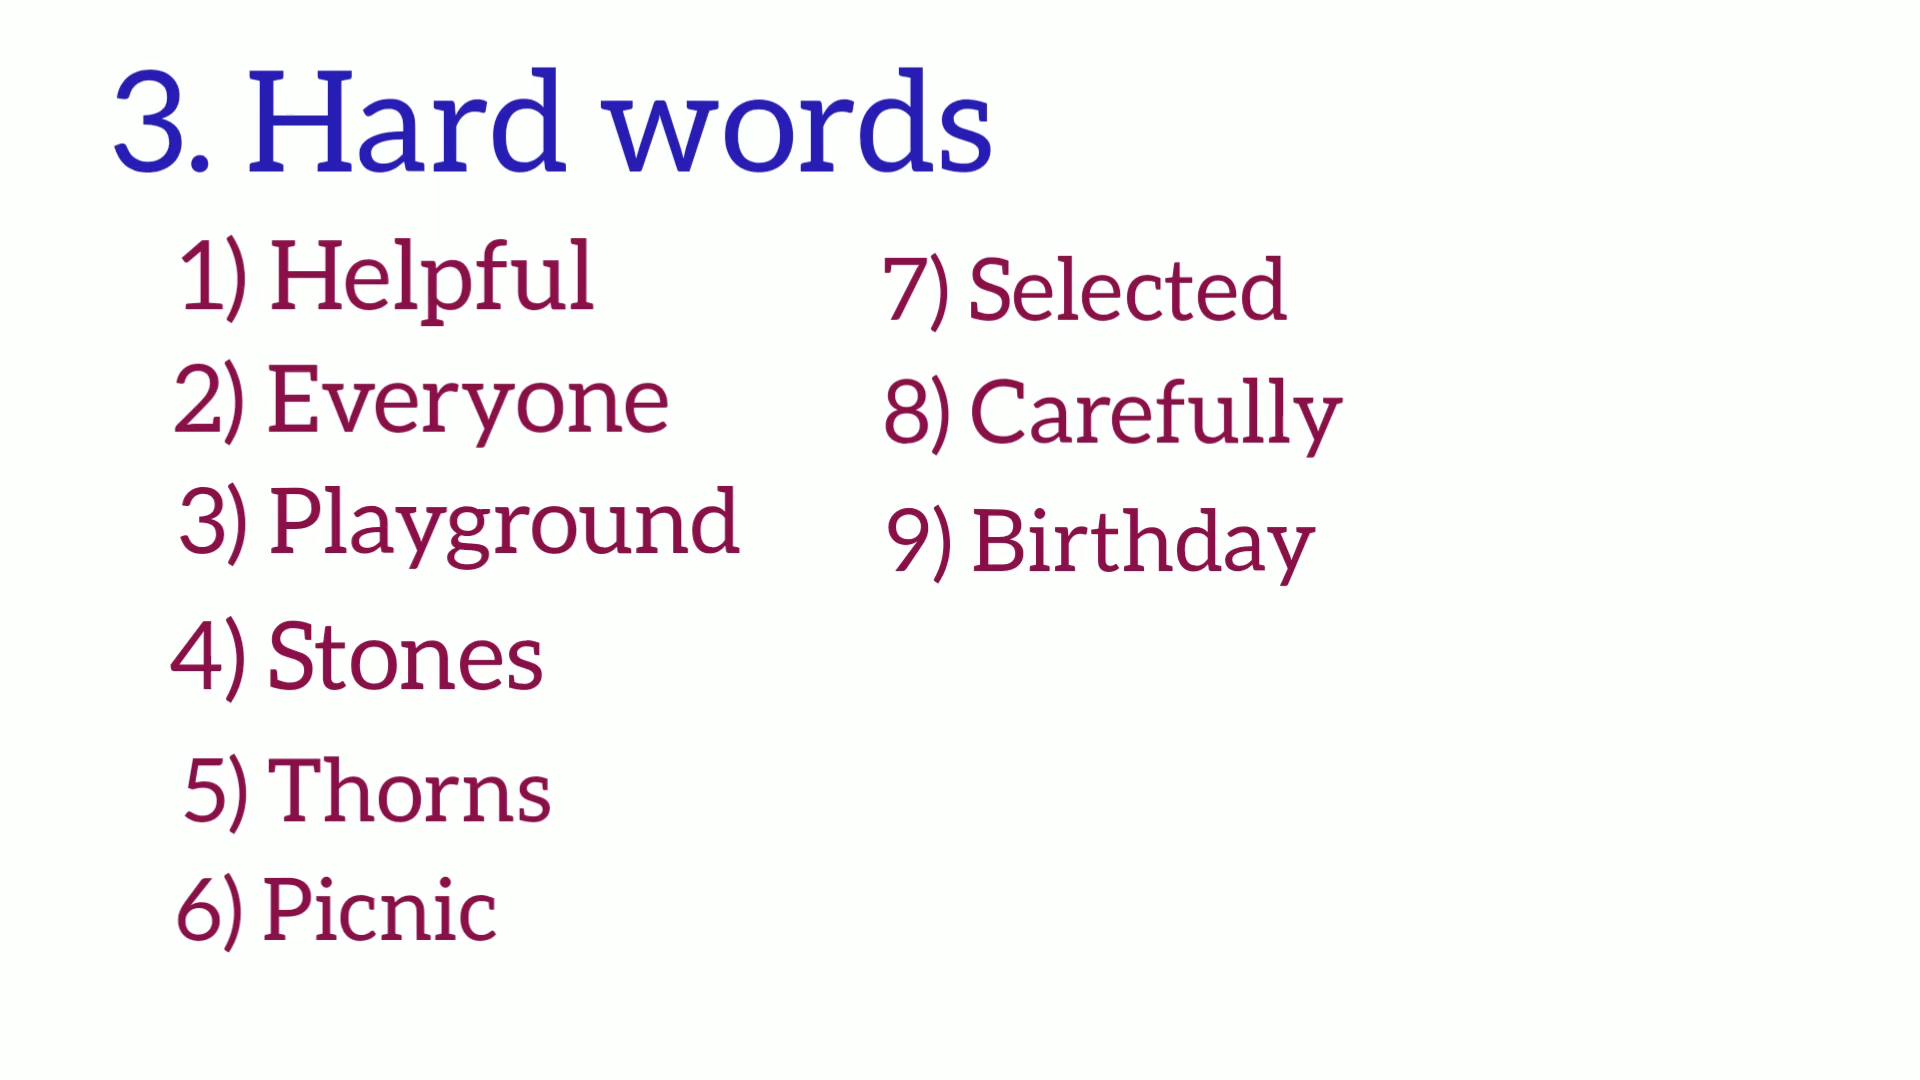 3. Hard words
1) Helpful
2) Everyone
3) Playground
4) Stones
5) Thorns
6) Picnic
7) Selected
8) Carefully
9) Birthday